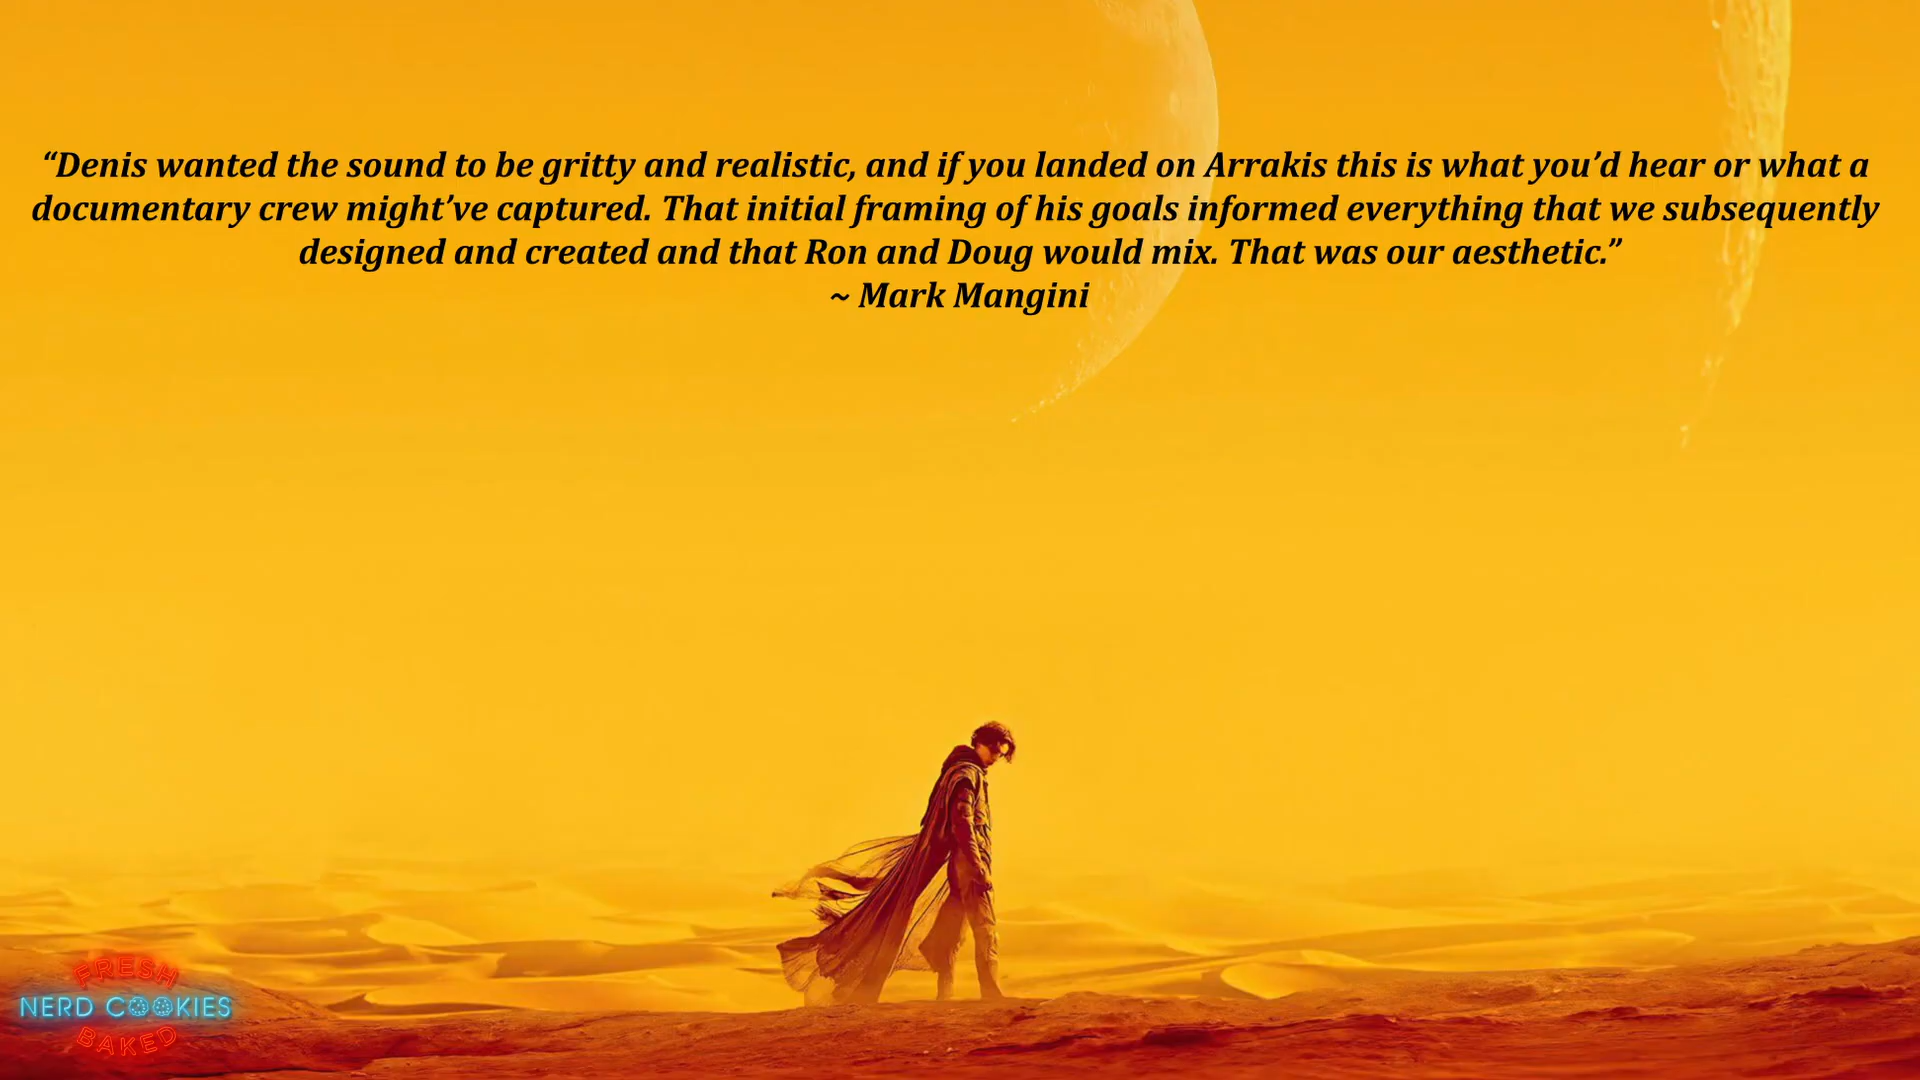 “Denis wanted the sound to be gritty and realistic, and if you landed on Arrakis this is what you’d hear or what a
documentary crew might’ve captured. That initial framing of his goals informed everything that we subsequently
designed and created and that Ron and Doug would mix. That was our aesthetic.”
~ Mark Mangini
FRESH
NERD COOKIES
BAKED